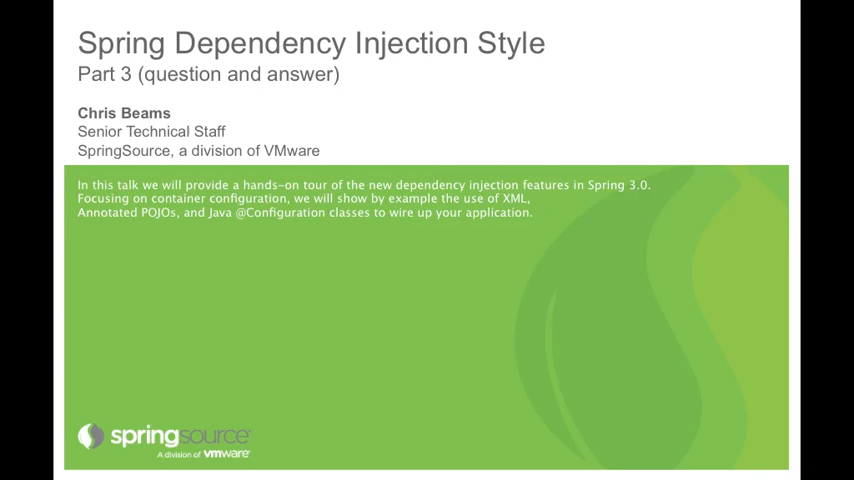 Spring Dependency Injection Style
Part 3 (question and answer)
Chris Beams
Senior Technical Staff
SpringSource, a division of VMware
In this talk we will provide a hands-on tour of the new dependency injection features in Spring 3.0.
Focusing on container configuration, we will show by example the use of XML,
Annotated POJOs, and Java @Configuration classes to wire up your application.
springsource
A division of vmware